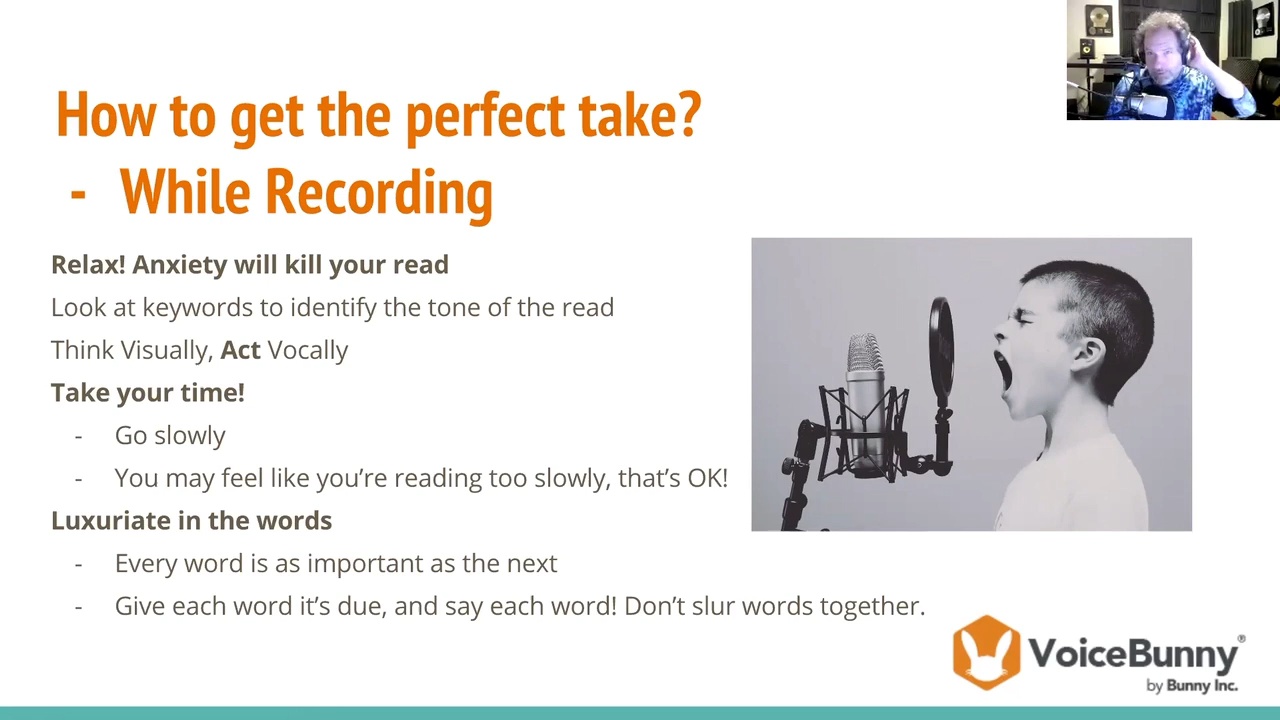 How to get the perfect take?
- While Recording
Relax! Anxiety will kill your read
Look at keywords to identify the tone of the read
Think Visually, Act Vocally
Take your time!
- Go slowly
- You may feel like you’re reading too slowly, that’s OK!
Luxuriate in the words
- Every word is as important as the next
- Give each word it’s due, and say each word! Don’t slur words together.
VoiceBunny®
by Bunny Inc.